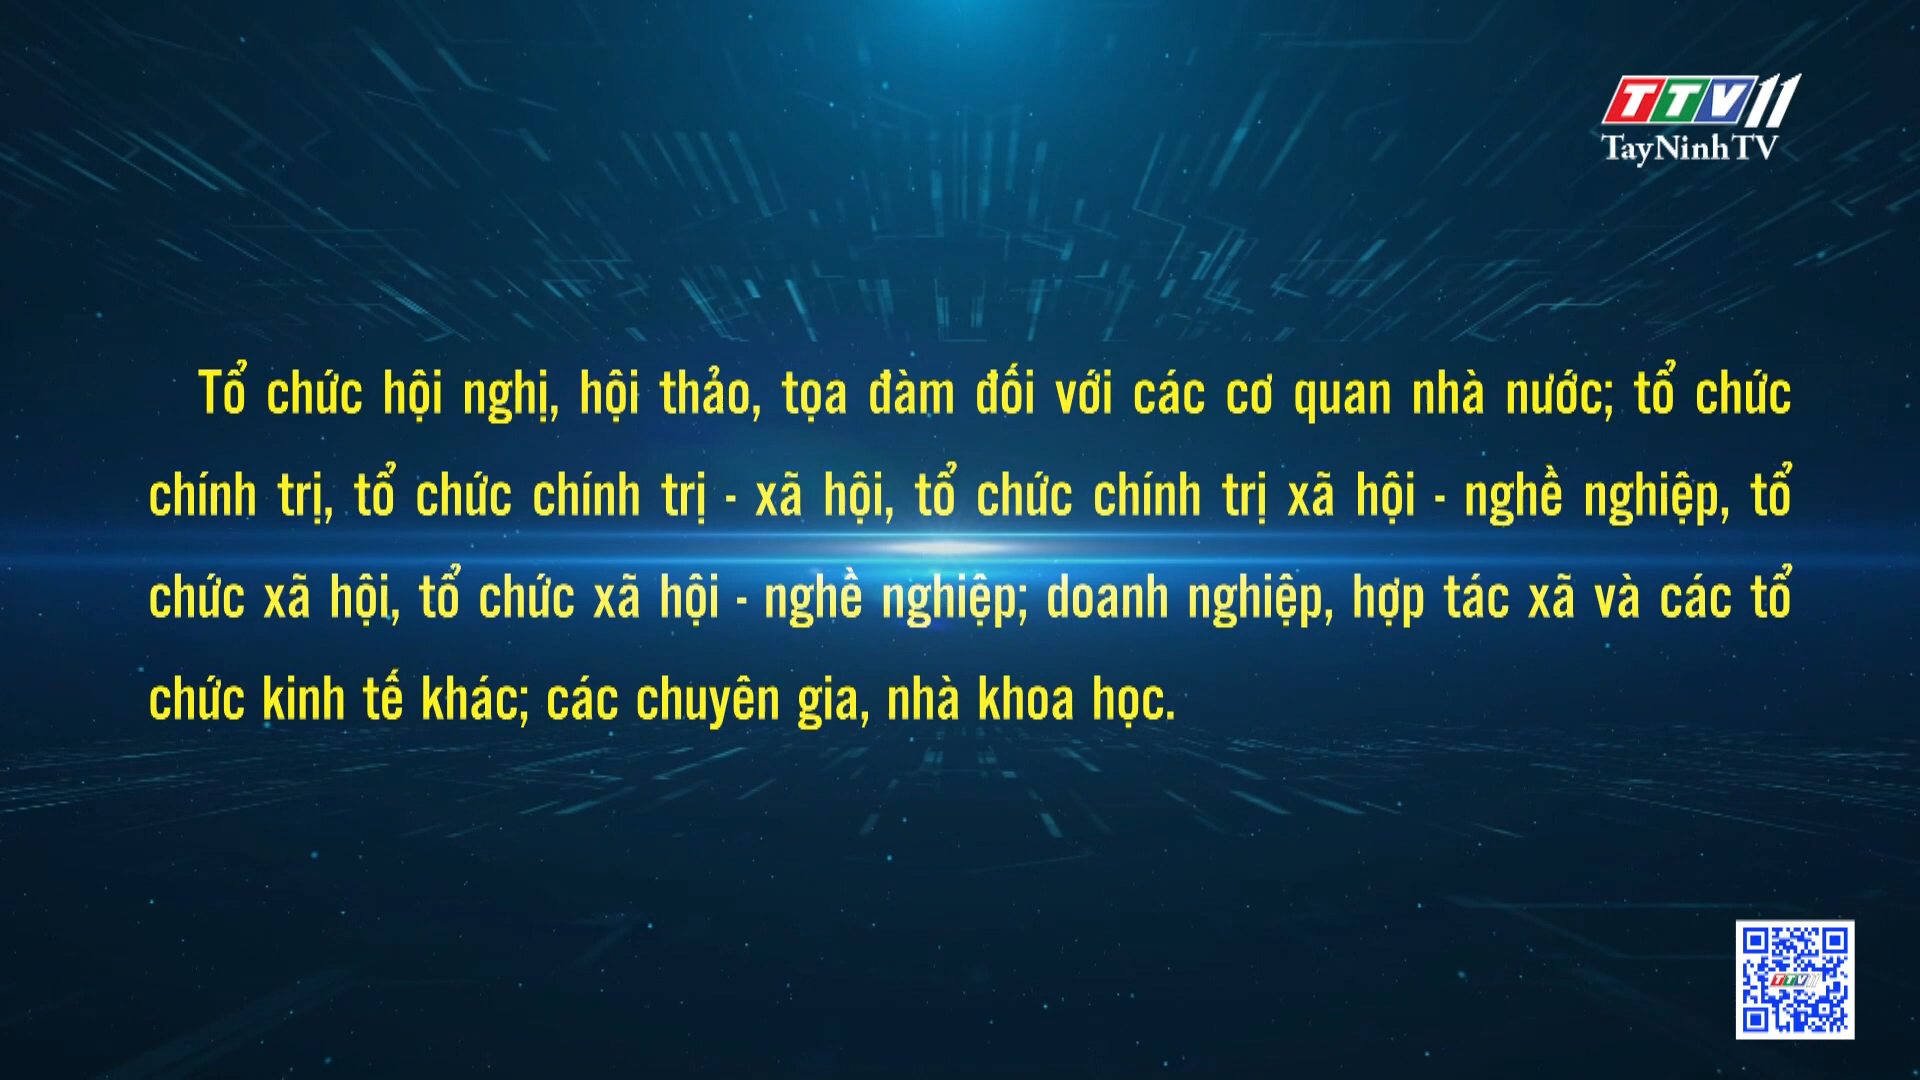 TTV11
TayNinhTV
Tổ chức hội nghị, hội thảo, tọa đàm đối với các cơ quan nhà nước; tổ chức
chính trị, tổ chức chính trị - xã hội, tổ chức chính trị xã hội - nghề nghiệp, tổ
chức xã hội, tổ chức xã hội - nghề nghiệp; doanh nghiệp, hợp tác xã và các tổ
chức kinh tế khác; các chuyên gia, nhà khoa học.
TTV11